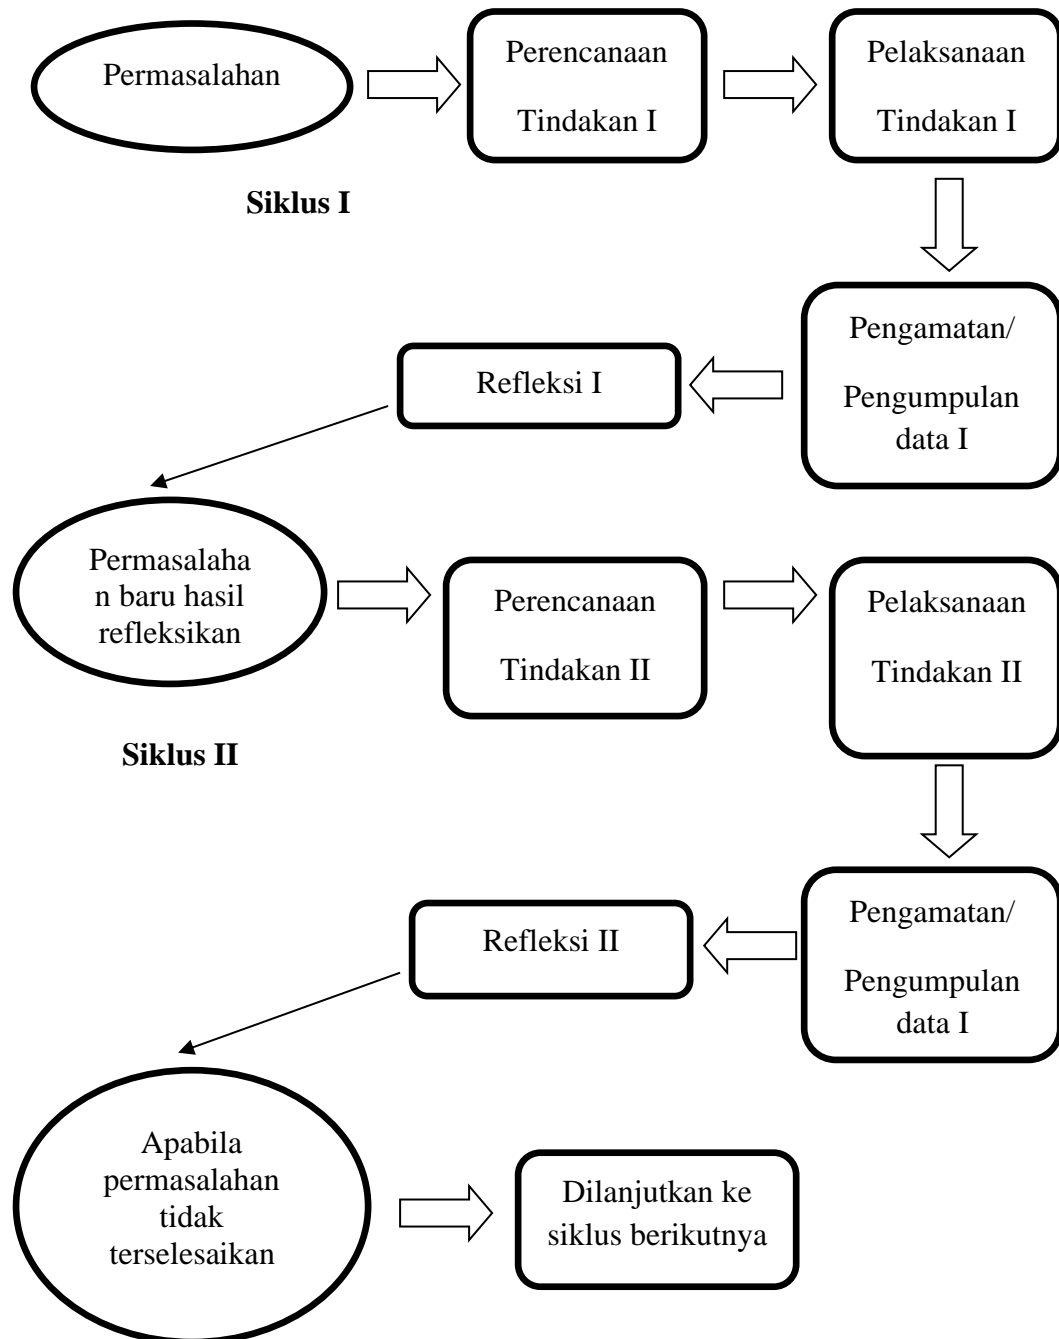 Permasalahan
Perencanaan
Tindakan I
Pelaksanaan
Tindakan I
Siklus I
Pengamatan/
Pengumpulan
data I
Refleksi I
Permasalaha
n baru hasil
refleksikan
Perencanaan
Tindakan II
Pelaksanaan
Tindakan II
Siklus II
Pengamatan/
Pengumpulan
data I
Refleksi II
Apabila
permasalahan
tidak
terselesaikan
Dilanjutkan ke
siklus berikutnya